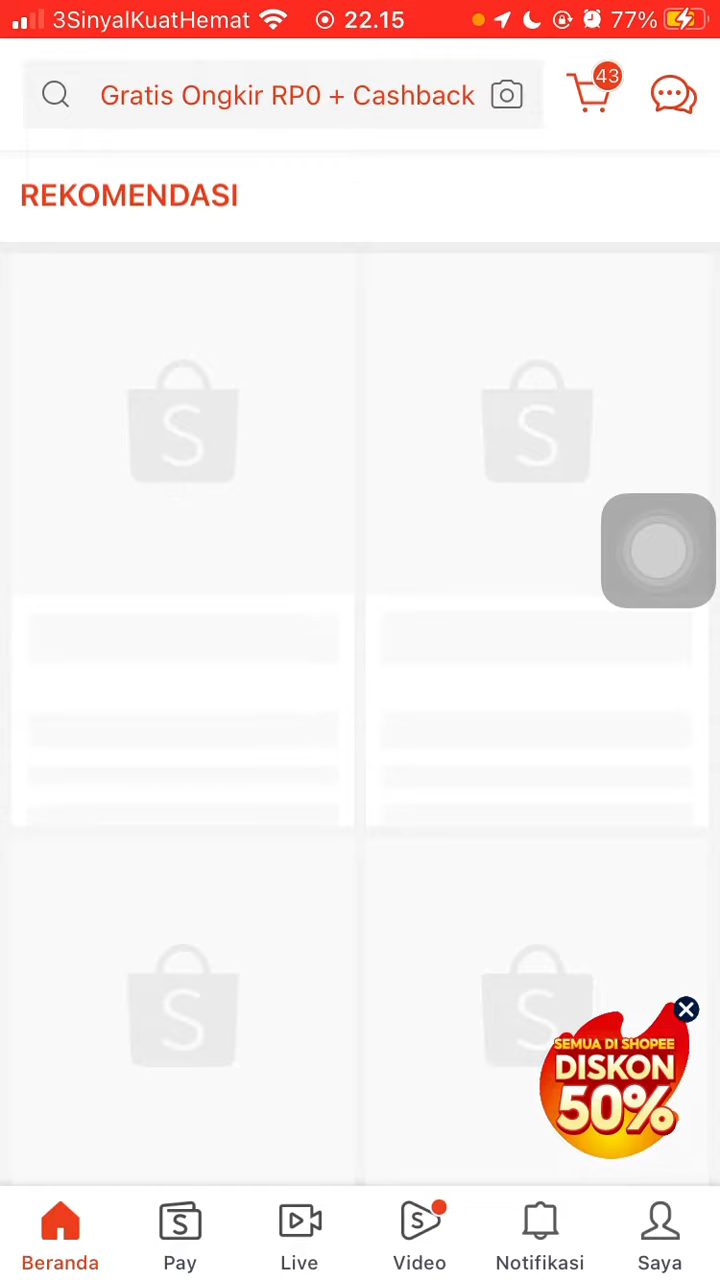 3SinyalKuatHemat 22.15 77%
Gratis Ongkir RP0 + Cashback 43
REKOMENDASI
S S
S S
SEMUA DI SHOPEE
DISKON
50%
S S
Beranda Pay Live Video Notifikasi Saya